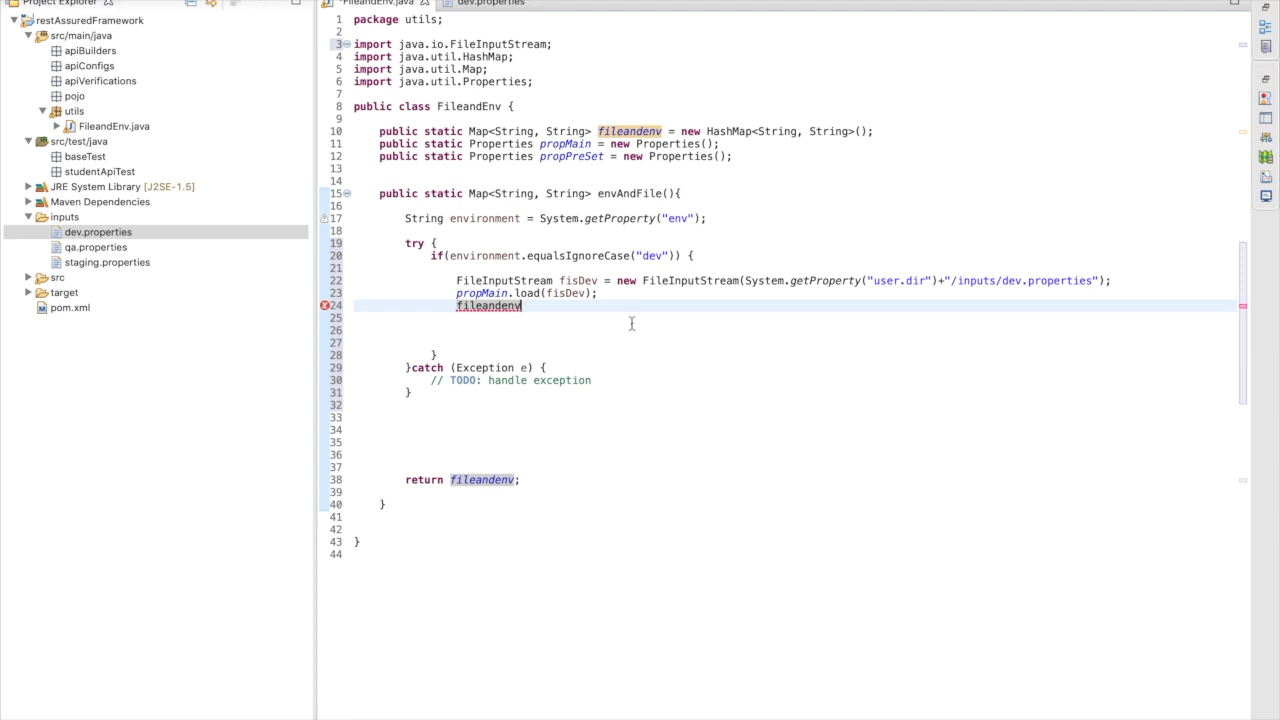 Project Explorer
restAssuredFramework
src/main/java
apiBuilders
apiConfigs
apiVerifications
pojo
utils
FileandEnv.java
src/test/java
baseTest
studentApiTest
JRE System Library [J2SE-1.5]
Maven Dependencies
inputs
dev.properties
qa.properties
staging.properties
src
target
pom.xml
*FileandEnv.java
dev.properties
1 package utils;
2
3 import java.io.FileInputStream;
4 import java.util.HashMap;
5 import java.util.Map;
6 import java.util.Properties;
7
8 public class FileandEnv {
9
10 public static Map<String, String> fileandenv = new HashMap<String, String>();
11 public static Properties propMain = new Properties();
12 public static Properties propPreSet = new Properties();
13
14
15 public static Map<String, String> envAndFile(){
16
17 String environment = System.getProperty("env");
18
19 try {
20 if(environment.equalsIgnoreCase("dev")) {
21
22 FileInputStream fisDev = new FileInputStream(System.getProperty("user.dir")+"/inputs/dev.properties");
23 propMain.load(fisDev);
24 fileandenv
25
26
27
28 }
29 }catch (Exception e) {
30 // TODO: handle exception
31 }
32
33
34
35
36
37
38 return fileandenv;
39
40 }
41
42
43 }
44